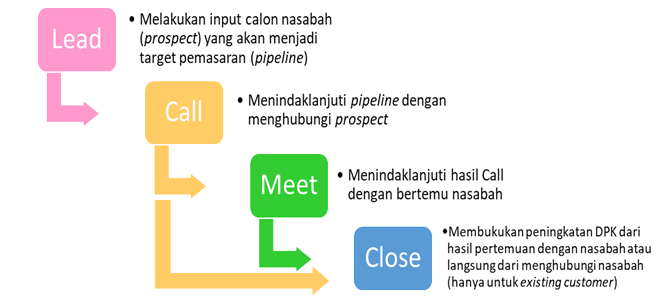 Lead
• Melakukan input calon nasabah
(prospect) yang akan menjadi
target pemasaran (pipeline)
Call
• Menindaklanjuti pipeline dengan
menghubungi prospect
Meet
• Menindaklanjuti hasil Call
dengan bertemu nasabah
Close
•Membukukan peningkatan DPK dari
hasil pertemuan dengan nasabah atau
langsung dari menghubungi nasabah
(hanya untuk existing customer)